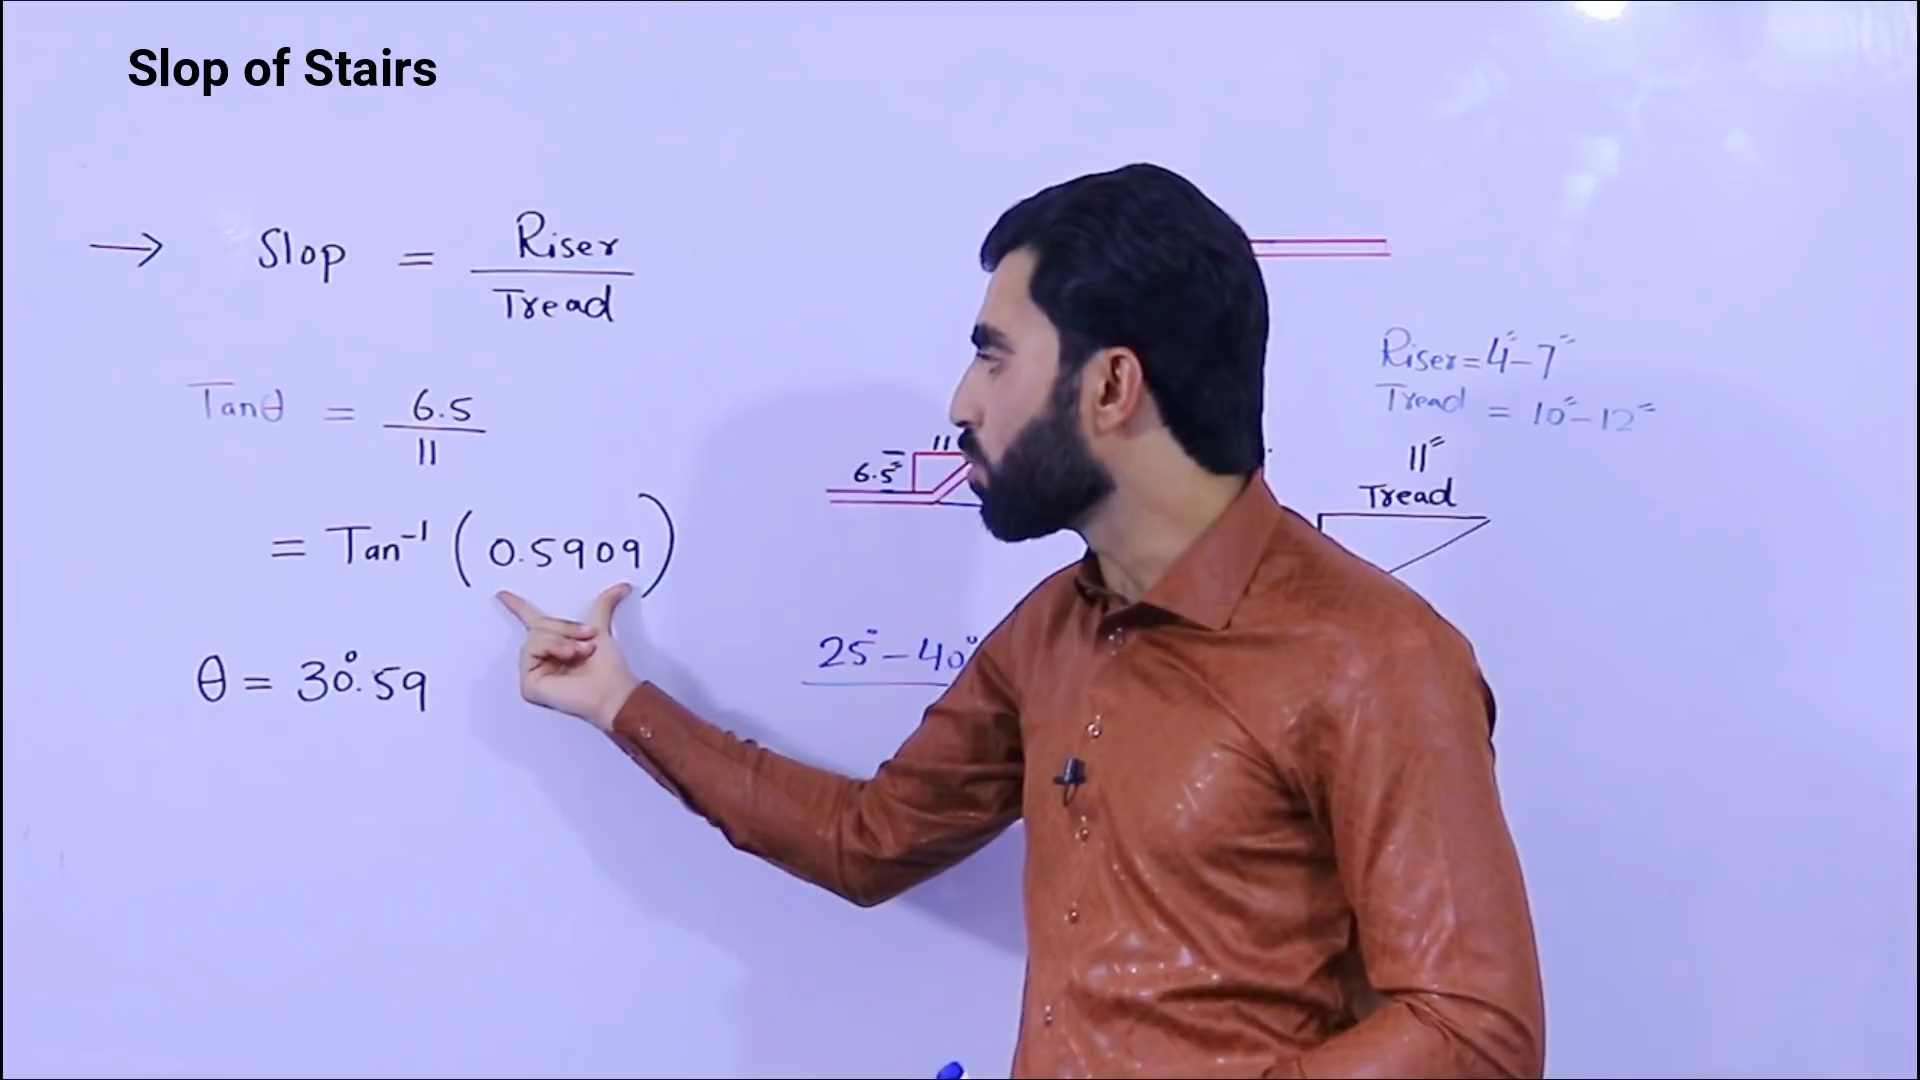 Slop of Stairs
→ Slop = Riser
Tread
Tanθ = 6.5
11
= Tan⁻¹ (0.5909)
θ = 30°.59
Riser = 4" – 7"
Tread = 10" – 12"
11"
Tread
11
6.5"
25° – 40°